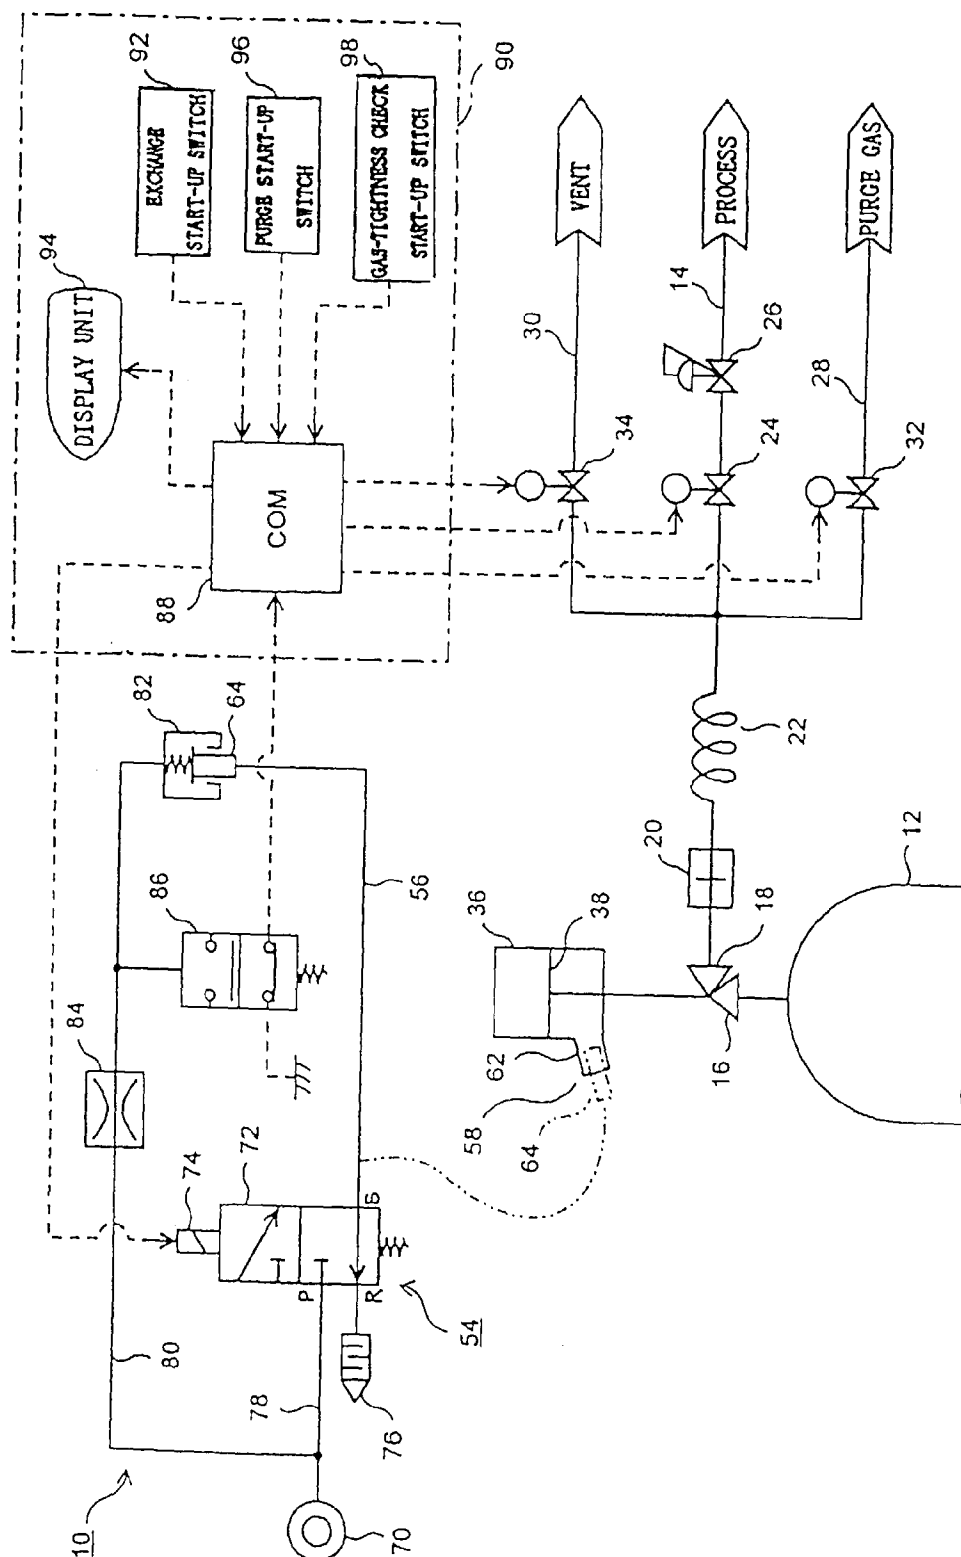 92
EXCHANGE
START-UP SWITCH
96
PURGE START-UP
SWITCH
98
GAS-TIGHTNESS CHECK
START-UP SWITCH
90
94
DISPLAY UNIT
COM
88
VENT
PROCESS
PURGE GAS
30
14
26
28
34
24
32
82
64
86
84
56
74
72
P
R
S
54
80
78
76
10
70
36
38
62
58
64
16
18
20
22
12